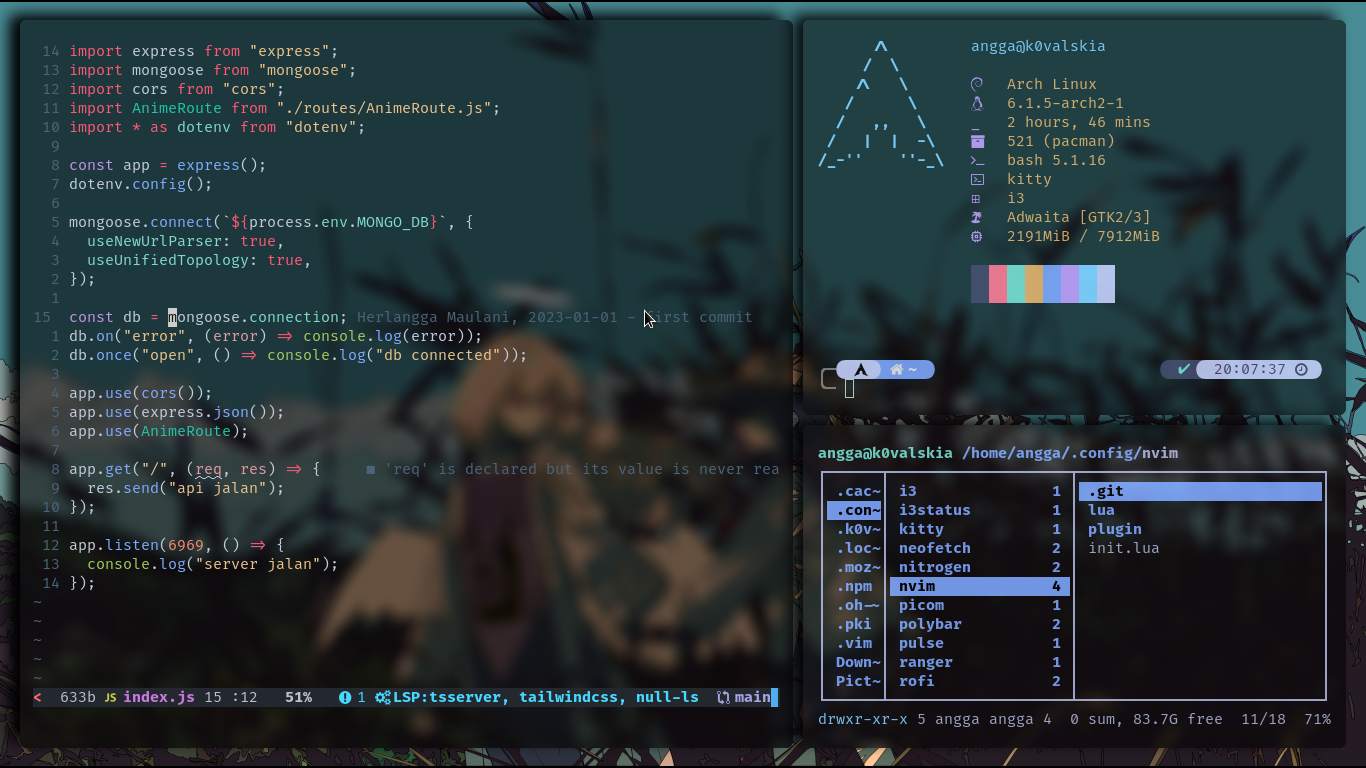 14 import express from "express";
13 import mongoose from "mongoose";
12 import cors from "cors";
11 import AnimeRoute from "./routes/AnimeRoute.js";
10 import * as dotenv from "dotenv";
9
8 const app = express();
7 dotenv.config();
6
5 mongoose.connect(`${process.env.MONGO_DB}`, {
4   useNewUrlParser: true,
3   useUnifiedTopology: true,
2 });
1
15 const db = mongoose.connection; Herlangga Maulani, 2023-01-01 - First commit
1 db.on("error", (error) => console.log(error));
2 db.once("open", () => console.log("db connected"));
3
4 app.use(cors());
5 app.use(express.json());
6 app.use(AnimeRoute);
7
8 app.get("/", (req, res) => { ■ 'req' is declared but its value is never rea
9   res.send("api jalan");
10 });
11
12 app.listen(6969, () => {
13   console.log("server jalan");
14 });
~
~
~
~
~
< 633b JS index.js 15 :12 51% 1 LSP:tsserver, tailwindcss, null-ls main
angga@k0valskia
Arch Linux
6.1.5-arch2-1
2 hours, 46 mins
521 (pacman)
bash 5.1.16
kitty
i3
Adwaita [GTK2/3]
2191MiB / 7912MiB
~ ✔ 20:07:37
angga@k0valskia /home/angga/.config/nvim
.cac~ i3 1 .git
.con~ i3status 1 lua
.k0v~ kitty 1 plugin
.loc~ neofetch 2 init.lua
.moz~ nitrogen 2
.npm nvim 4
.oh-~ picom 1
.pki polybar 2
.vim pulse 1
Down~ ranger 1
Pict~ rofi 2
drwxr-xr-x 5 angga angga 4 0 sum, 83.7G free 11/18 71%